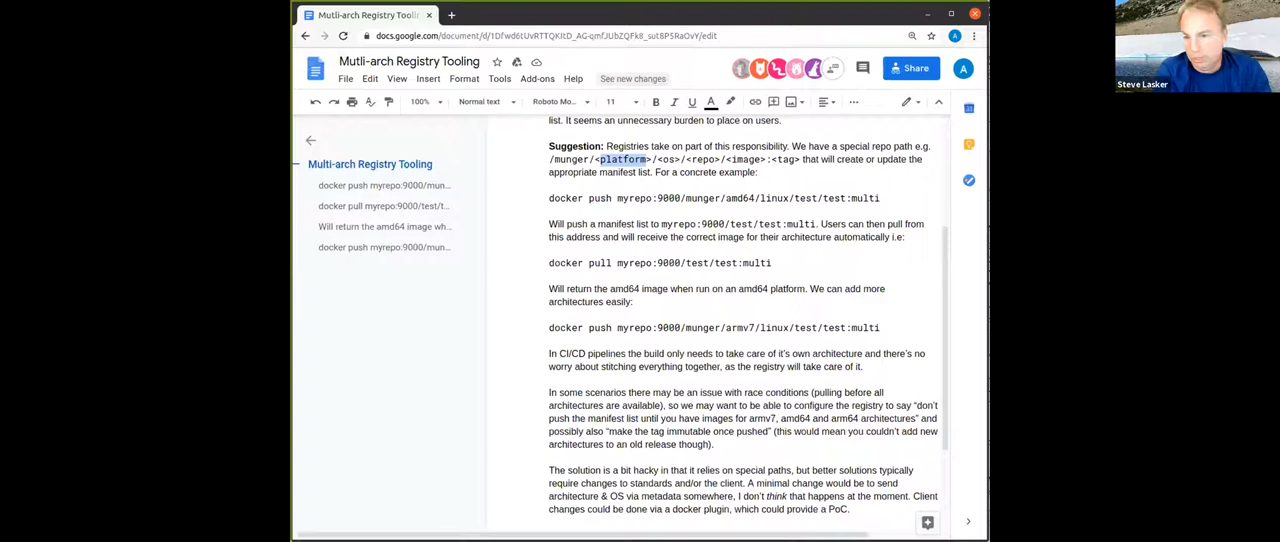 Mutli-arch Registry Toolin
docs.google.com/document/d/1Dfwd6tUvRTTQKItD_AG-qmfJUbZQFk8_sut8P5RaOvY/edit
A
Mutli-arch Registry Tooling
File Edit View Insert Format Tools Add-ons Help
See new changes
Share
A
100% Normal text Roboto Mo... 11 B I U A
Multi-arch Registry Tooling
docker push myrepo:9000/mun...
docker pull myrepo:9000/test/t...
Will return the amd64 image wh...
docker push myrepo:9000/mun...
list. It seems an unnecessary burden to place on users.
Suggestion: Registries take on part of this responsibility. We have a special repo path e.g.
/munger/<platform>/<os>/<repo>/<image>:<tag> that will create or update the
appropriate manifest list. For a concrete example:
docker push myrepo:9000/munger/amd64/linux/test/test:multi
Will push a manifest list to myrepo:9000/test/test:multi. Users can then pull from
this address and will receive the correct image for their architecture automatically i.e:
docker pull myrepo:9000/test/test:multi
Will return the amd64 image when run on an amd64 platform. We can add more
architectures easily:
docker push myrepo:9000/munger/armv7/linux/test/test:multi
In CI/CD pipelines the build only needs to take care of it's own architecture and there's no
worry about stitching everything together, as the registry will take care of it.
In some scenarios there may be an issue with race conditions (pulling before all
architectures are available), so we may want to be able to configure the registry to say “don't
push the manifest list until you have images for armv7, amd64 and arm64 architectures” and
possibly also “make the tag immutable once pushed” (this would mean you couldn't add new
architectures to an old release though).
The solution is a bit hacky in that it relies on special paths, but better solutions typically
require changes to standards and/or the client. A minimal change would be to send
architecture & OS via metadata somewhere, I don't think that happens at the moment. Client
changes could be done via a docker plugin, which could provide a PoC.
Steve Lasker